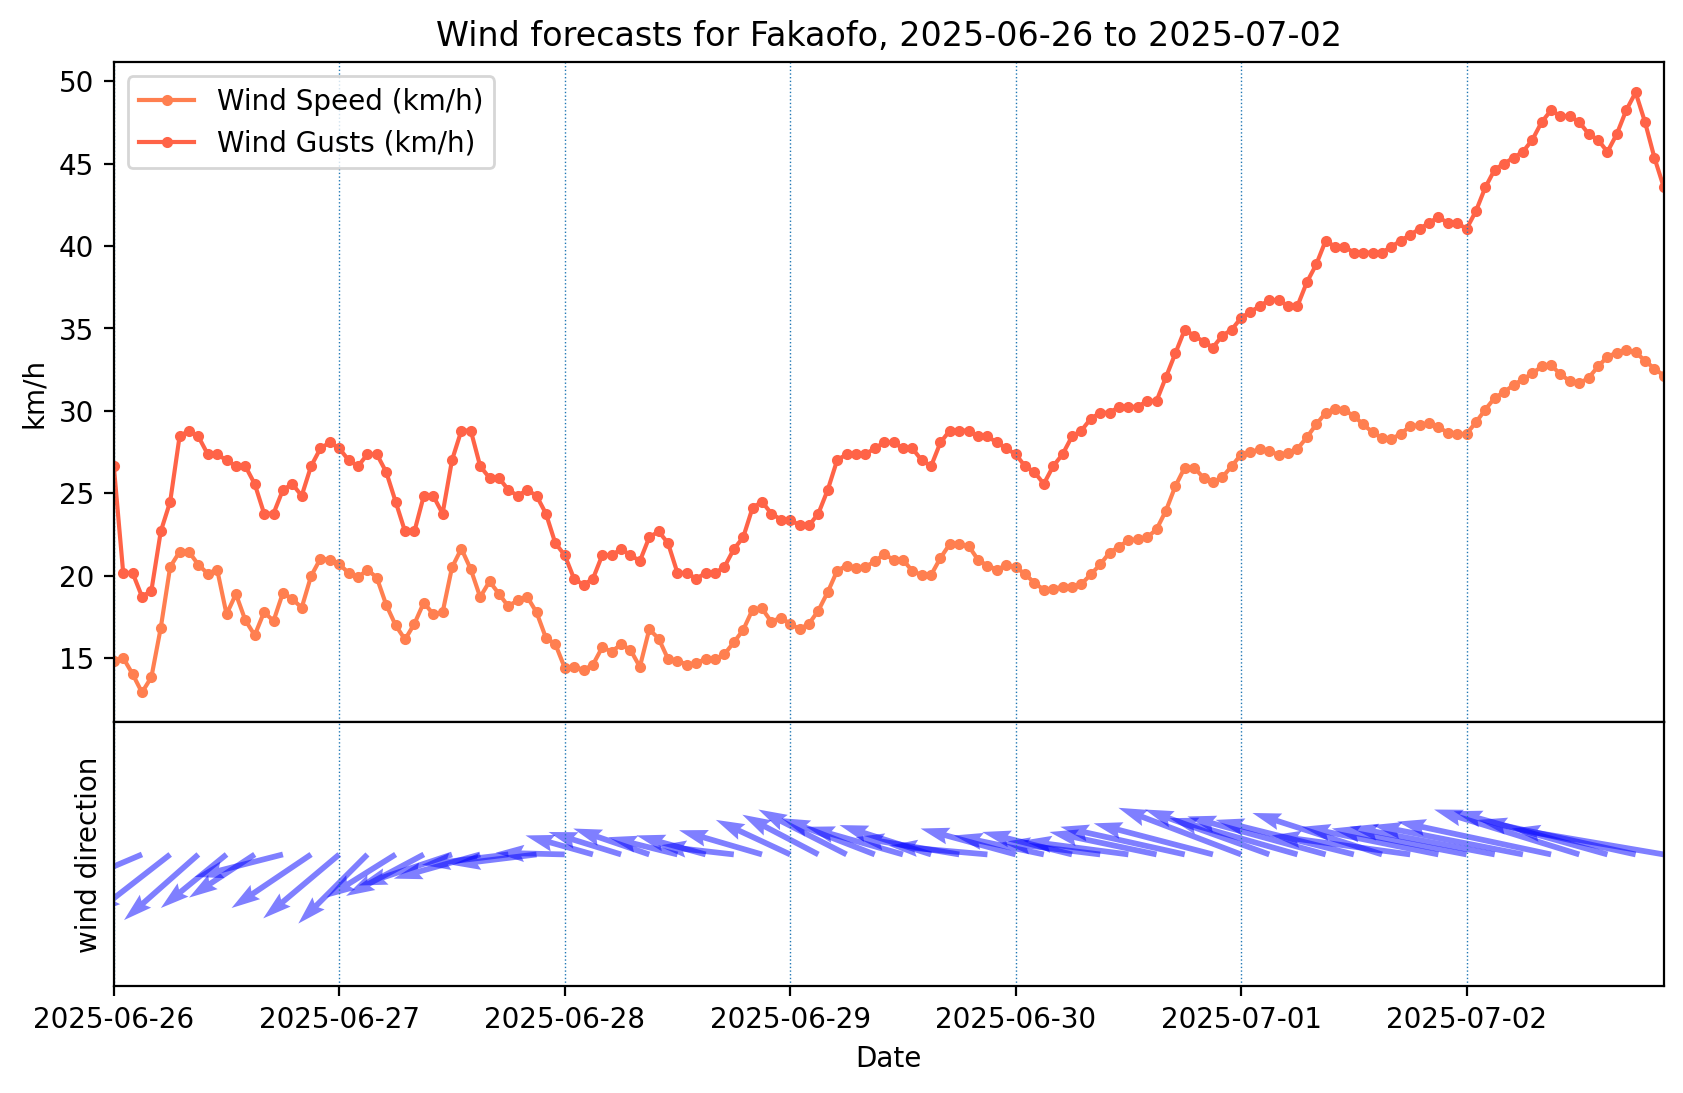 Wind forecasts for Fakaofo, 2025-06-26 to 2025-07-02
Wind Speed (km/h)
Wind Gusts (km/h)
50
45
40
35
30
25
20
15
km/h
wind direction
2025-06-26
2025-06-27
2025-06-28
2025-06-29
2025-06-30
2025-07-01
2025-07-02
Date